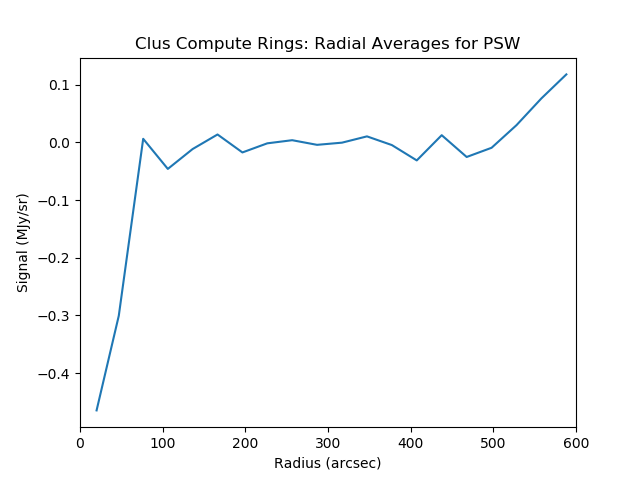 Clus Compute Rings: Radial Averages for PSW
Signal (MJy/sr)
0.1
0.0
−0.1
−0.2
−0.3
−0.4
0 100 200 300 400 500 600
Radius (arcsec)